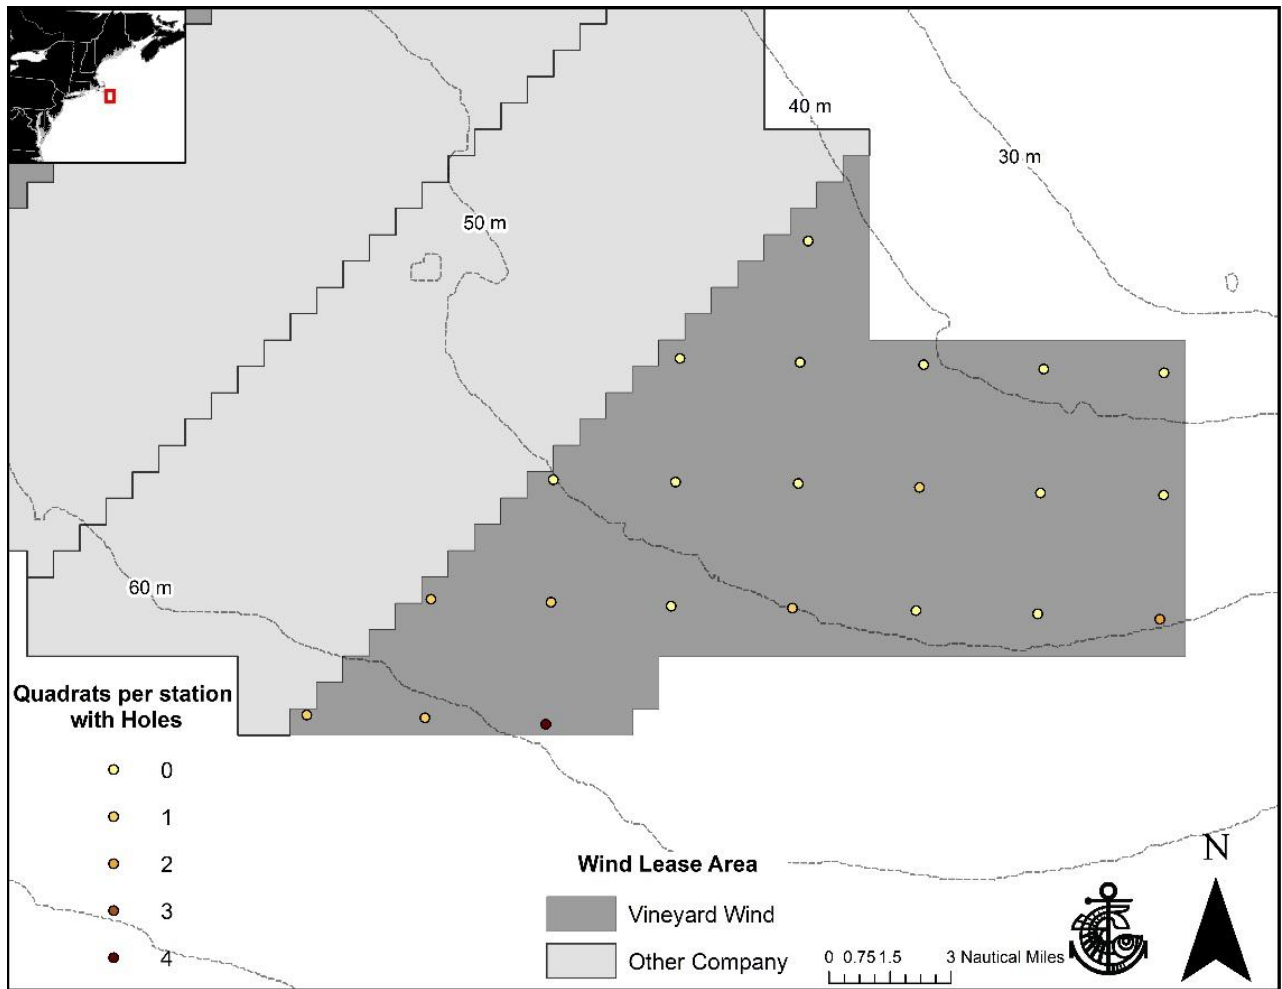 40 m
30 m
50 m
60 m
Quadrats per station
with Holes
0
1
2
3
4
Wind Lease Area
Vineyard Wind
Other Company
0 0.75 1.5 3 Nautical Miles
N